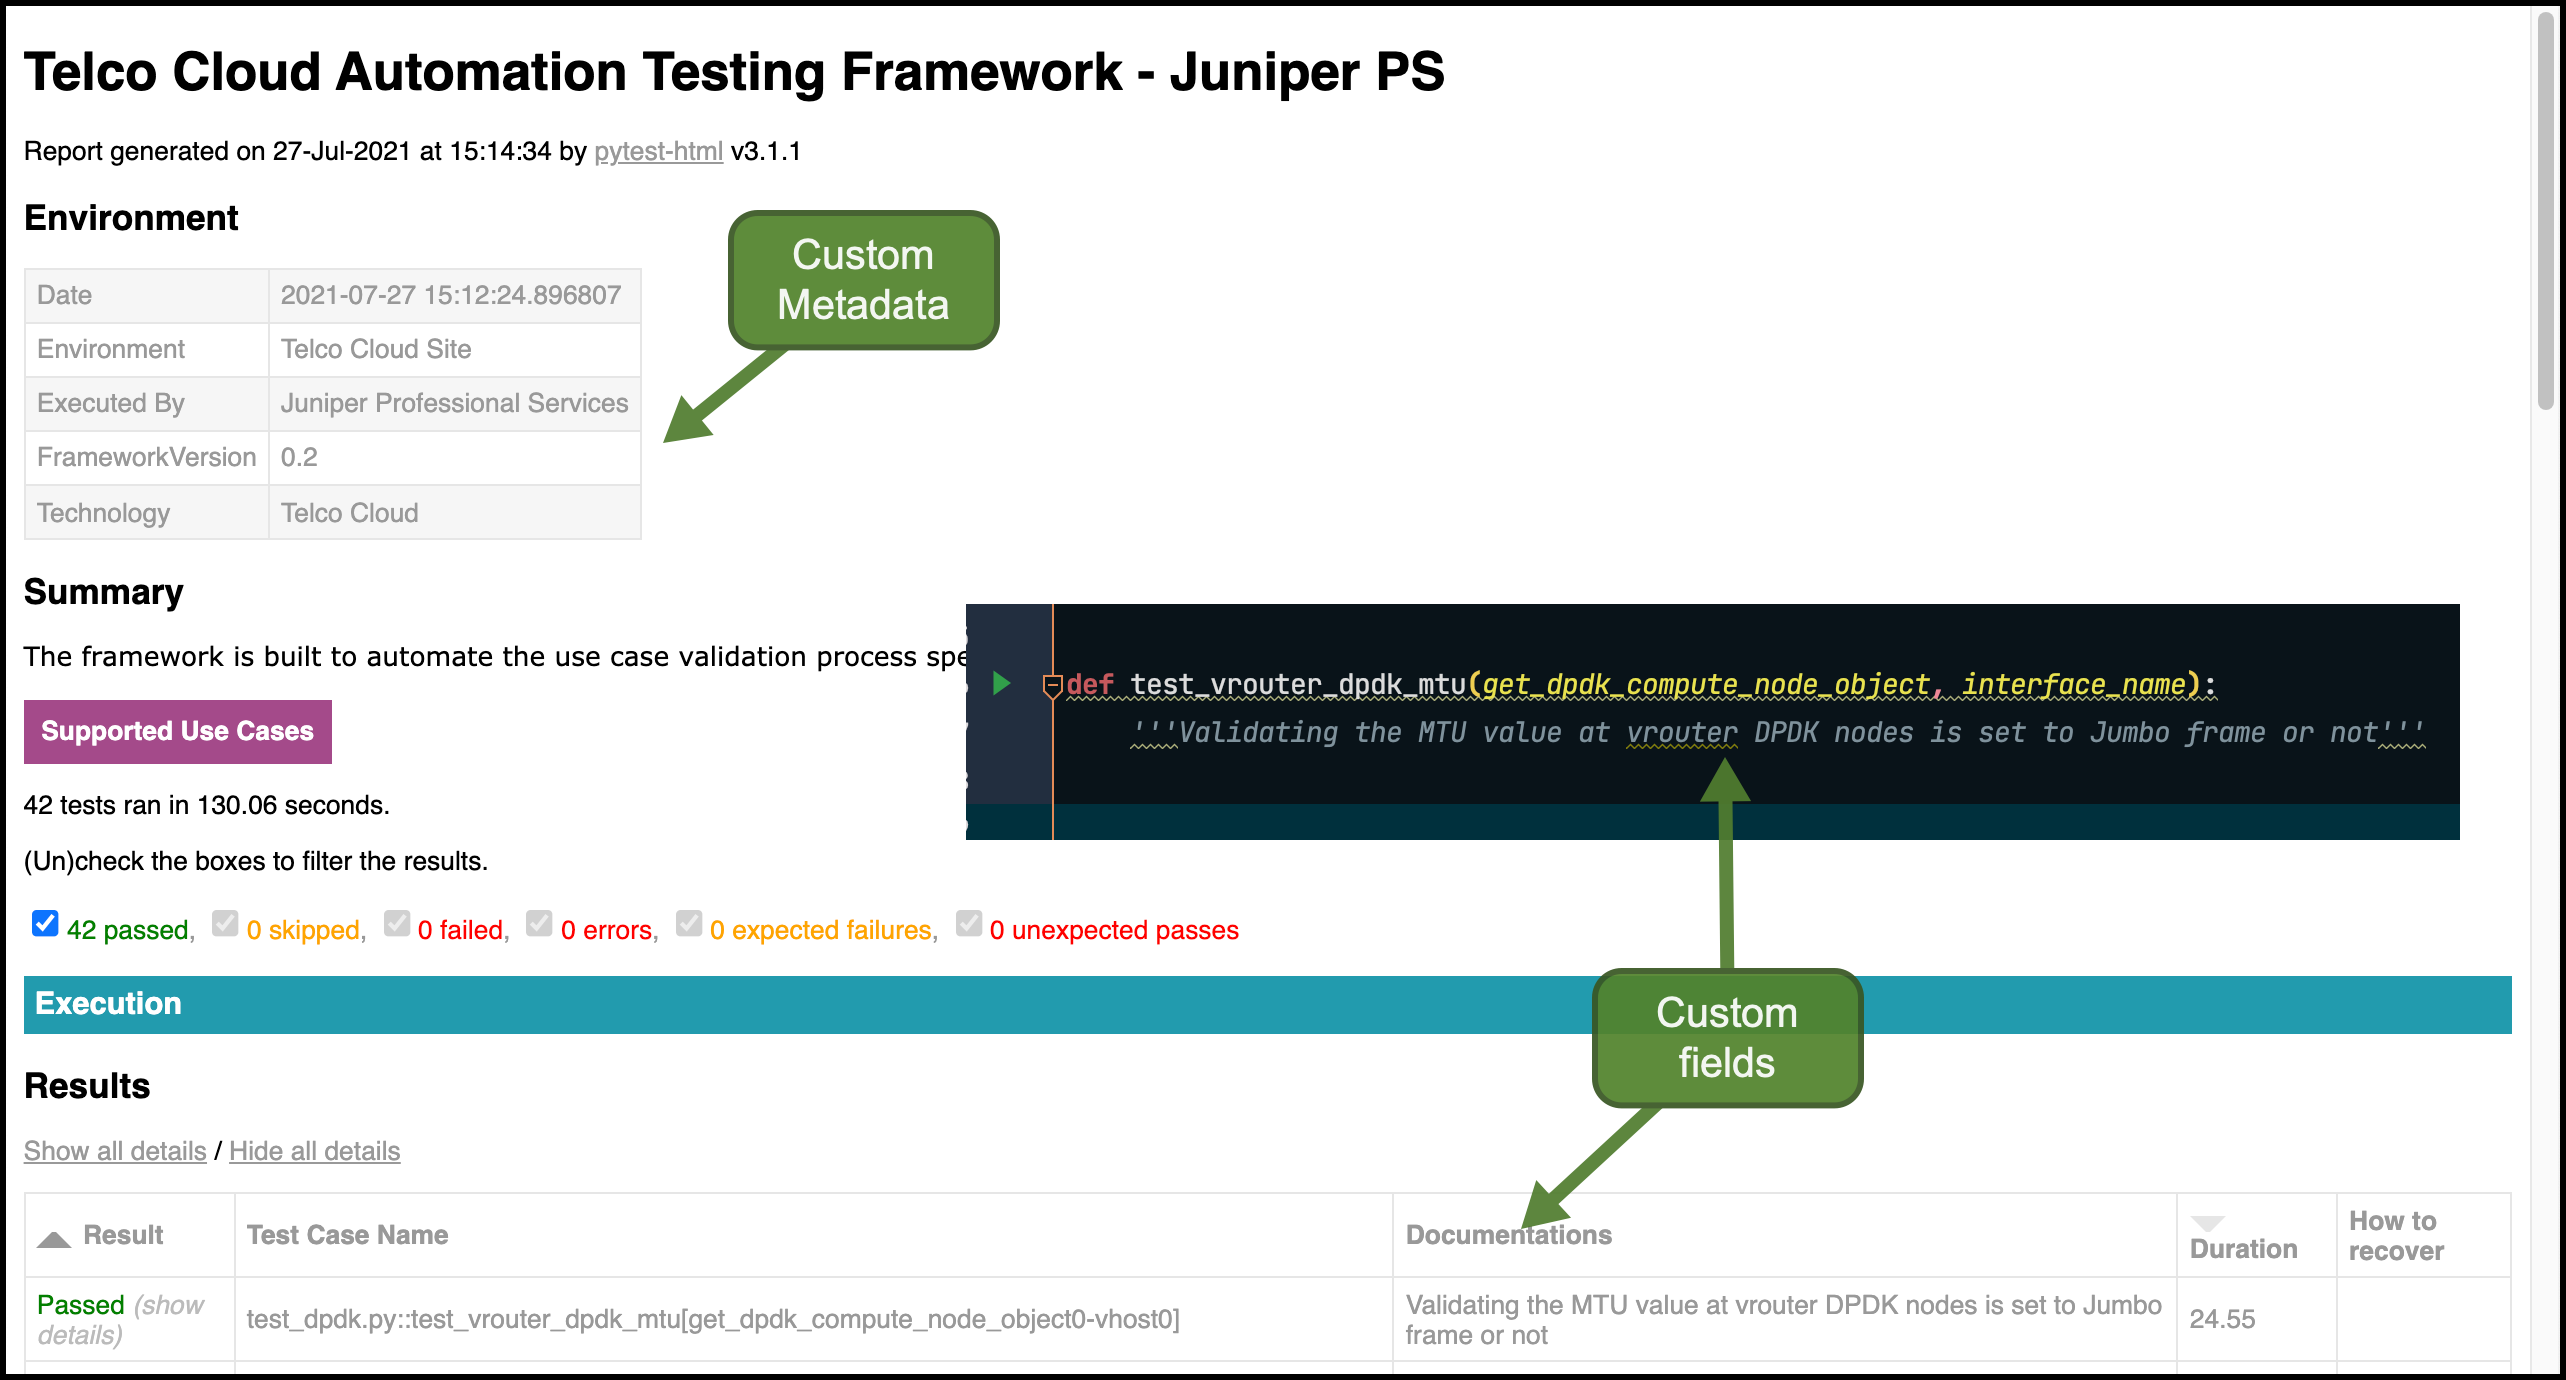 Telco Cloud Automation Testing Framework - Juniper PS
Report generated on 27-Jul-2021 at 15:14:34 by pytest-html v3.1.1
Environment
Custom
Metadata
Date 2021-07-27 15:12:24.896807
Environment Telco Cloud Site
Executed By Juniper Professional Services
FrameworkVersion 0.2
Technology Telco Cloud
Summary
The framework is built to automate the use case validation process
def test_vrouter_dpdk_mtu(get_dpdk_compute_node_object, interface_name):
'''Validating the MTU value at vrouter DPDK nodes is set to Jumbo frame or not'''
Supported Use Cases
42 tests ran in 130.06 seconds.
(Un)check the boxes to filter the results.
42 passed, 0 skipped, 0 failed, 0 errors, 0 expected failures, 0 unexpected passes
Execution
Custom
fields
Results
Show all details / Hide all details
Result Test Case Name Documentations Duration How to
recover
Passed (show
details)
test_dpdk.py::test_vrouter_dpdk_mtu[get_dpdk_compute_node_object0-vhost0]
Validating the MTU value at vrouter DPDK nodes is set to Jumbo
frame or not
24.55